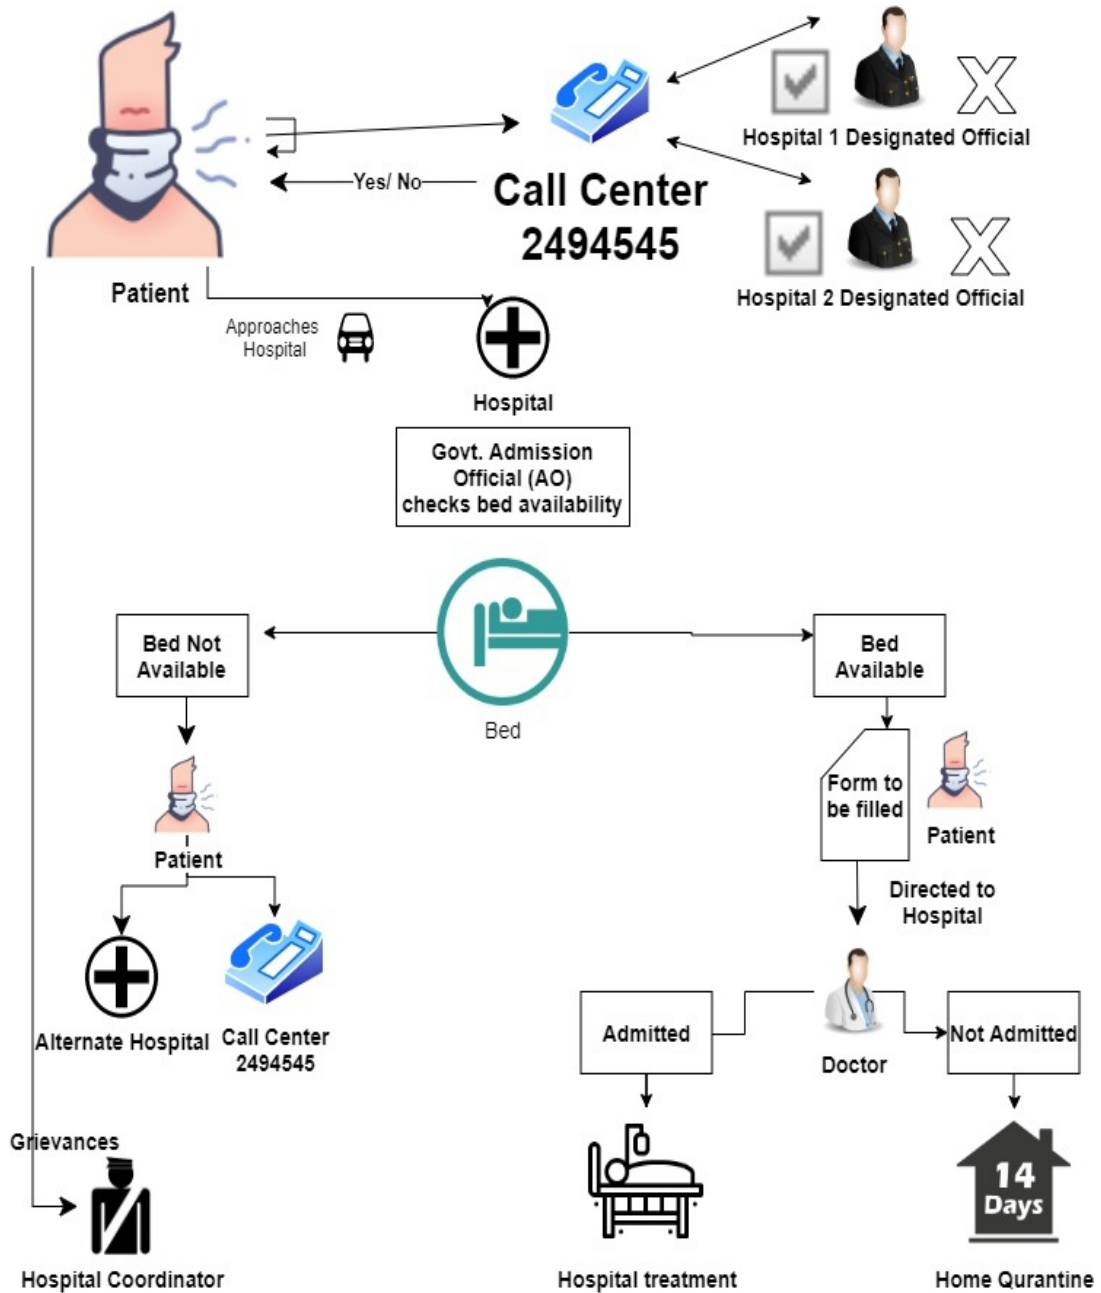 Hospital 1 Designated Official
Yes/ No
Call Center
2494545
Hospital 2 Designated Official
Patient
Approaches
Hospital
Hospital
Govt. Admission
Official (AO)
checks bed availability
Bed Not
Available
Bed
Available
Bed
Form to
be filled
Patient
Patient
Directed to
Hospital
Alternate Hospital
Call Center
2494545
Admitted
Doctor
Not Admitted
Grievances
14
Days
Hospital Coordinator
Hospital treatment
Home Qurantine